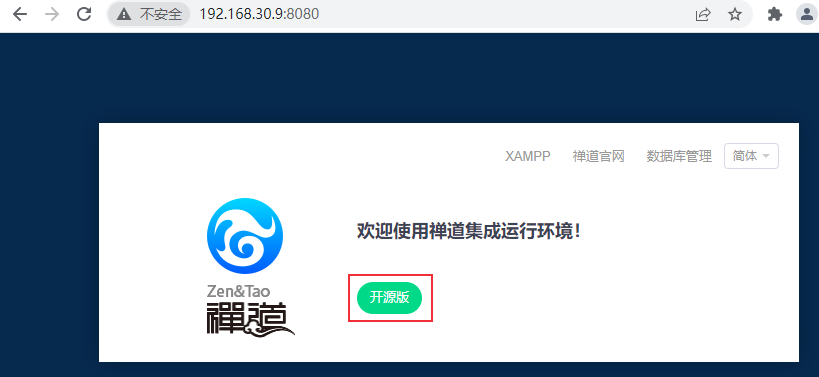 不安全 192.168.30.9:8080
XAMPP 禅道官网 数据库管理 简体
欢迎使用禅道集成运行环境！
开源版
Zen&Tao
禪道